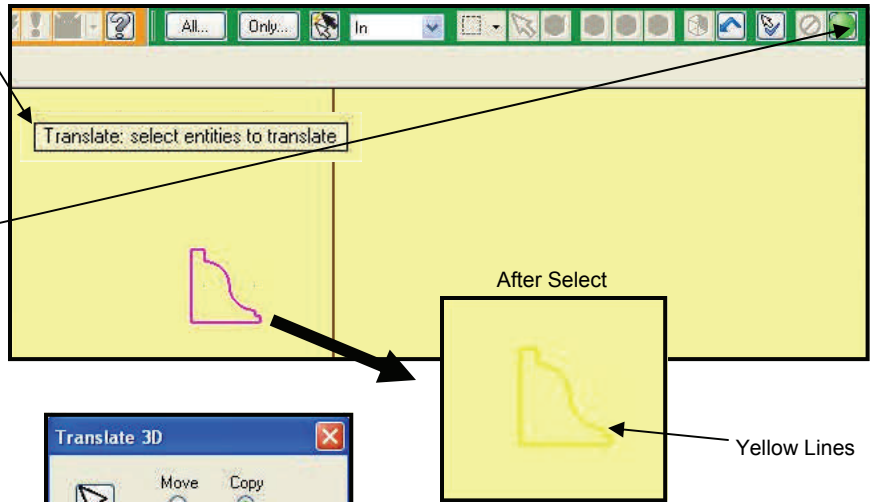 All... Only:... In
Translate: select entities to translate
After Select
Yellow Lines
Translate 3D
Move Copy